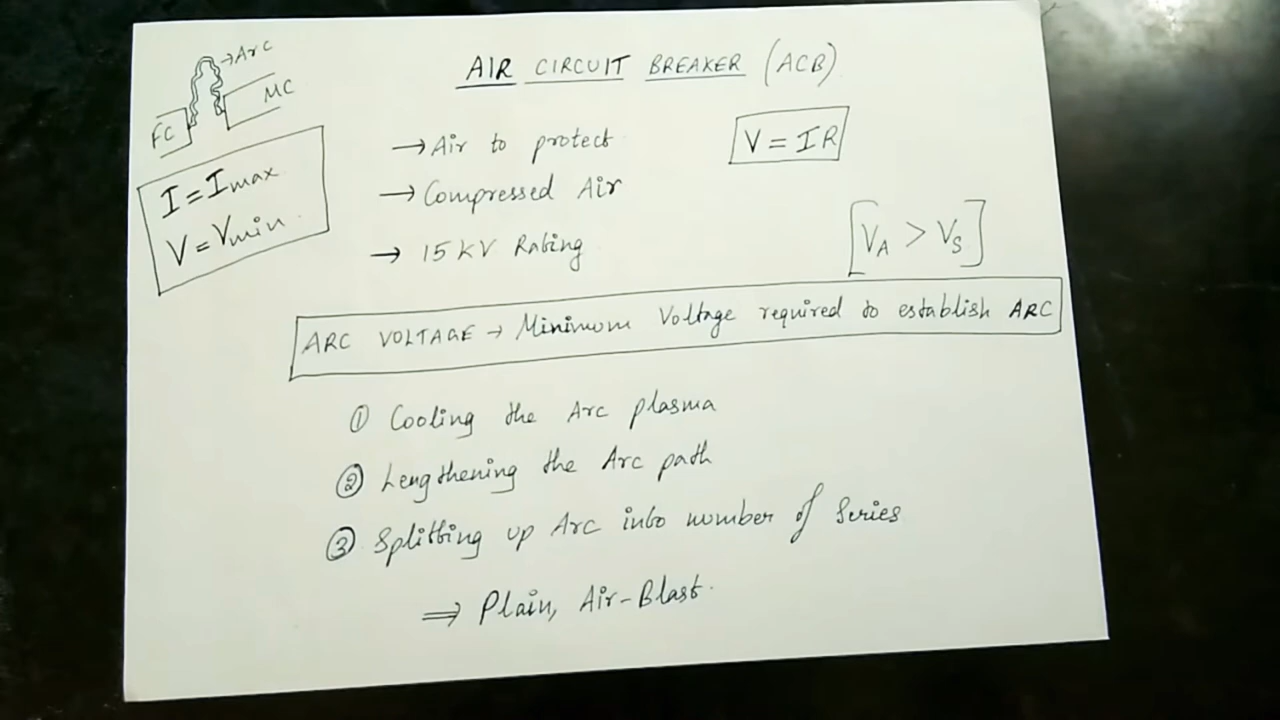 AIR CIRCUIT BREAKER (ACB)
→Arc
FC
MC
I = Imax
V = Vmin.
→ Air to protect
→ Compressed Air
→ 15 kV Rating
V = IR
[VA > VS]
ARC VOLTAGE → Minimum Voltage required to establish ARC
① Cooling the Arc plasma
② Lengthening the Arc path
③ Splitting up Arc into number of Series
⇒ Plain, Air-Blast.